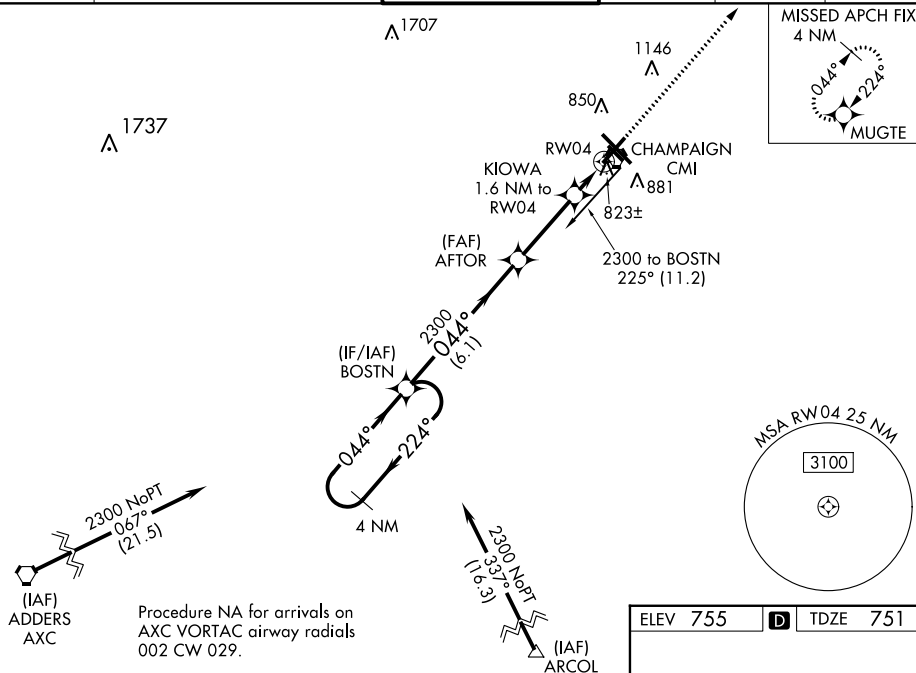 1707
MISSED APCH FIX
4 NM
044°
224°
MUGTE
1146
1737
850
RW04
CHAMPAIGN
CMI
KIOWA
1.6 NM to
RW04
881
823±
(FAF)
AFTOR
2300 to BOSTN
225° (11.2)
2300
044°
(6.1)
(IF/IAF)
BOSTN
044°
224°
4 NM
MSA RW04 25 NM
3100
2300 NoPT
067°
(21.5)
2300 NoPT
337°
(16.3)
(IAF)
ADDERS
AXC
Procedure NA for arrivals on
AXC VORTAC airway radials
002 CW 029.
(IAF)
ARCOL
ELEV 755 D TDZE 751